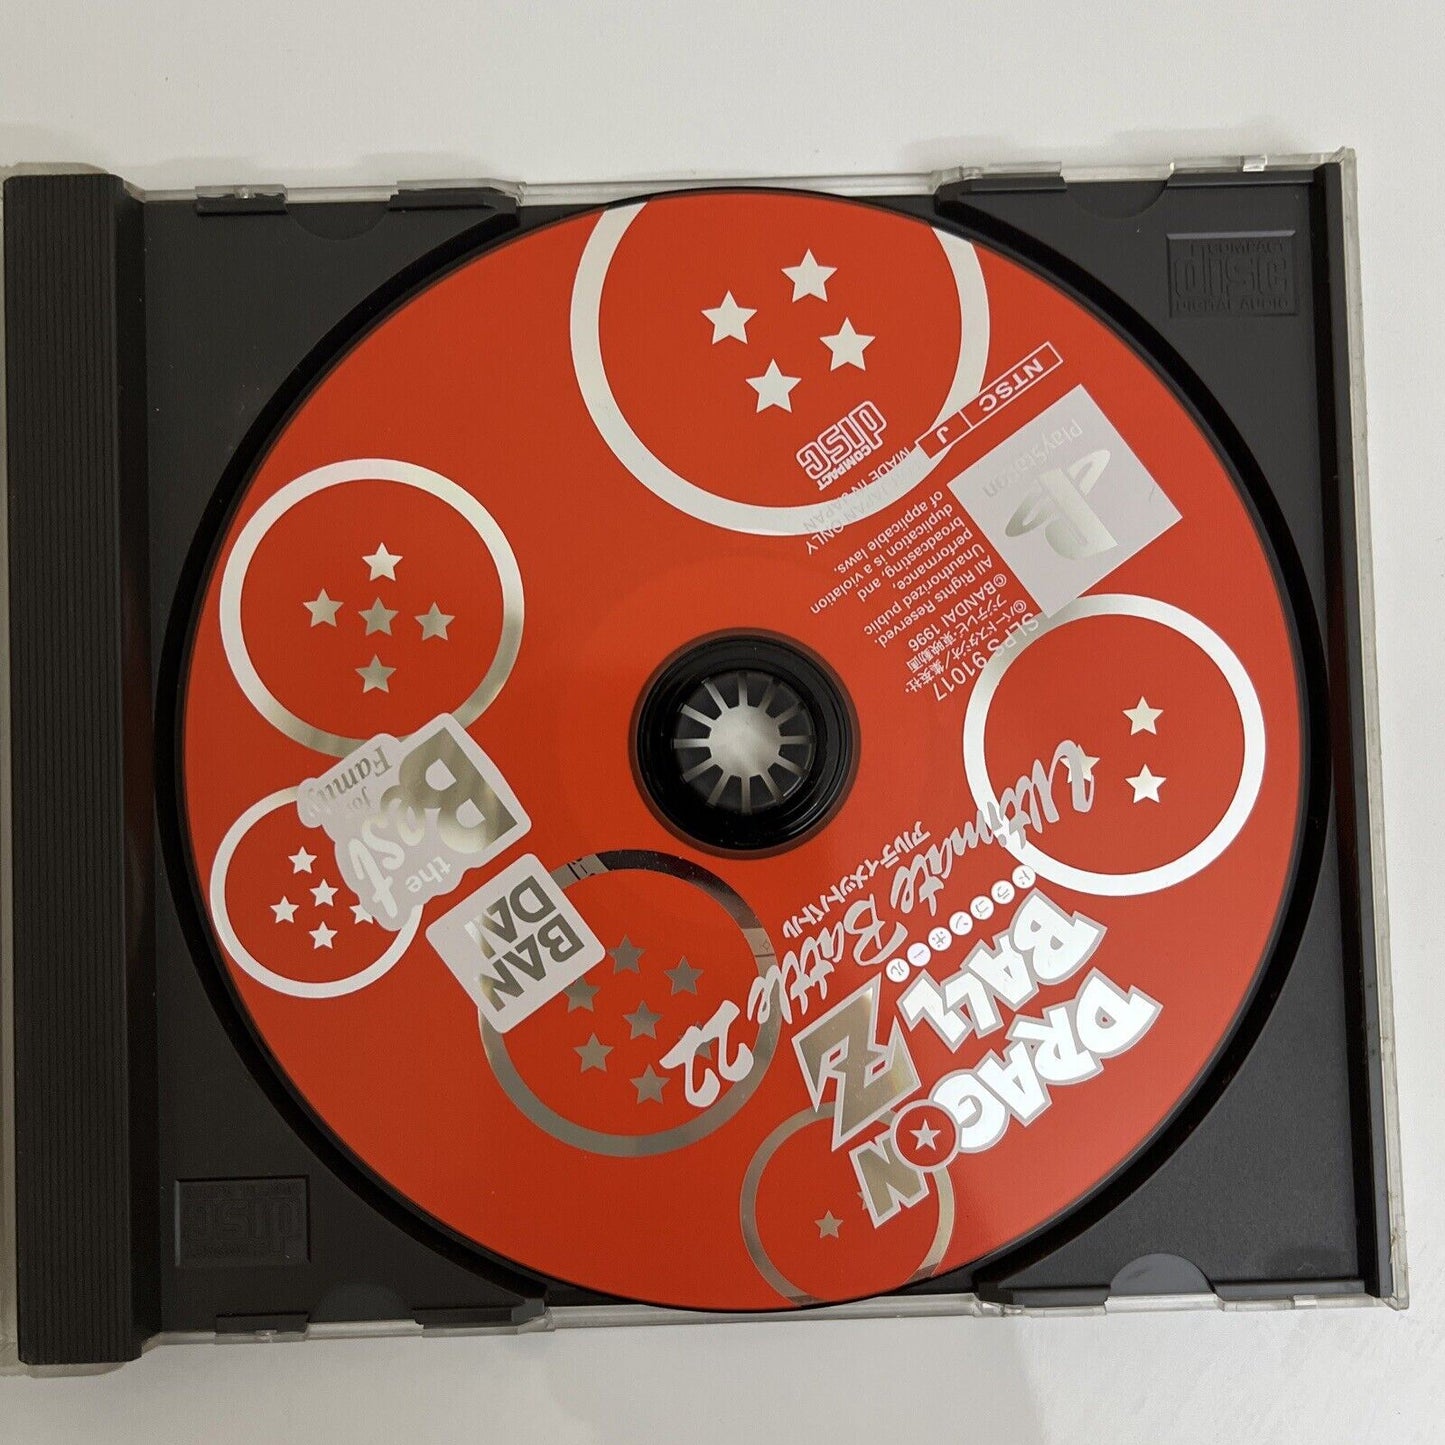 DRAGON
BALL Z
ドラゴンボール
Ultimate Battle 22
アルティメットバトル
BAN
DAI
the
Best
for
Family
PlayStation
NTSC J
SLPS 91017
©バードスタジオ/集英社・
フジテレビ・東映動画
©BANDAI 1996
All Rights Reserved.
Unauthorized public
performance,
broadcasting, and
duplication is a violation
of applicable laws.
JAPAN ONLY
MADE IN JAPAN
COMPACT
disc
COMPACT
disc
DIGITAL AUDIO
disc